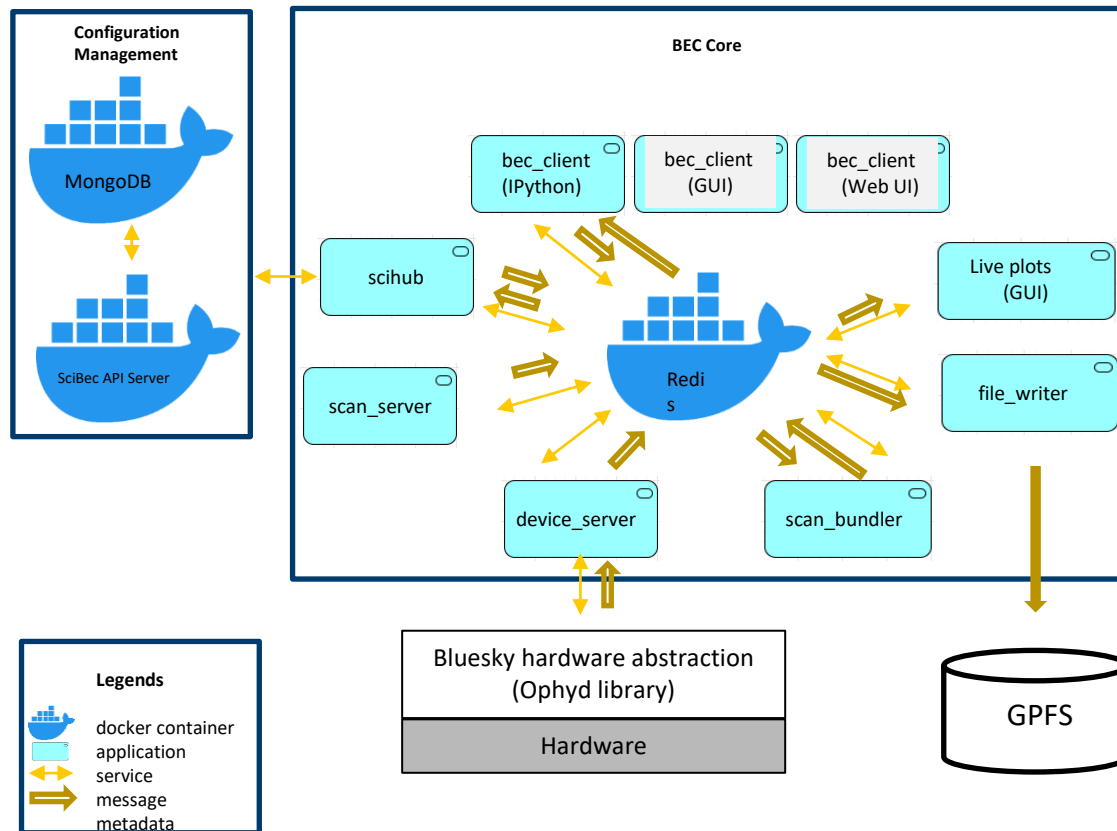 Configuration
Management
MongoDB
SciBec API Server
BEC Core
bec_client
(IPython)
bec_client
(GUI)
bec_client
(Web UI)
scihub
Live plots
(GUI)
scan_server
Redi
s
file_writer
device_server
scan_bundler
Bluesky hardware abstraction
(Ophyd library)
Hardware
GPFS
Legends
docker container
application
service
message
metadata